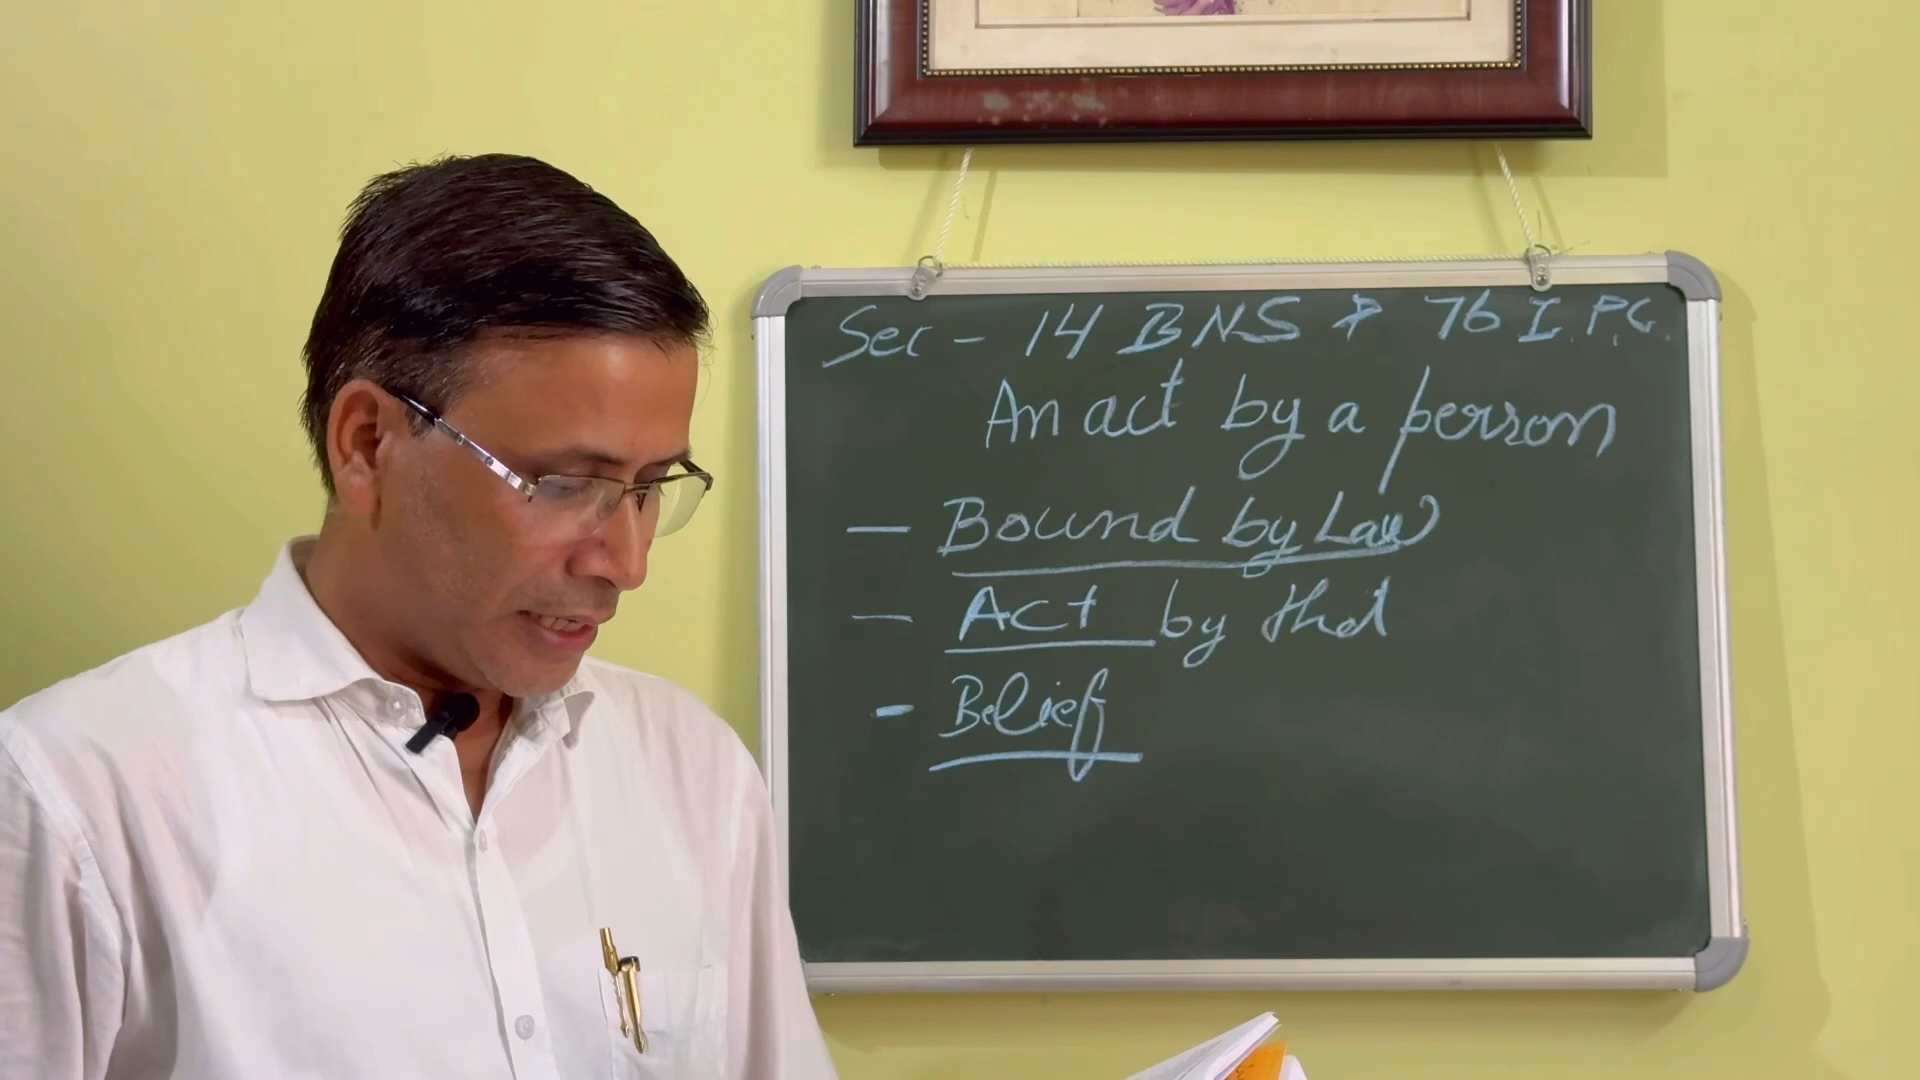 Sec - 14 BNS & 76 I.P.C.
An act by a person
— Bound by Law
— Act by that
- Belief